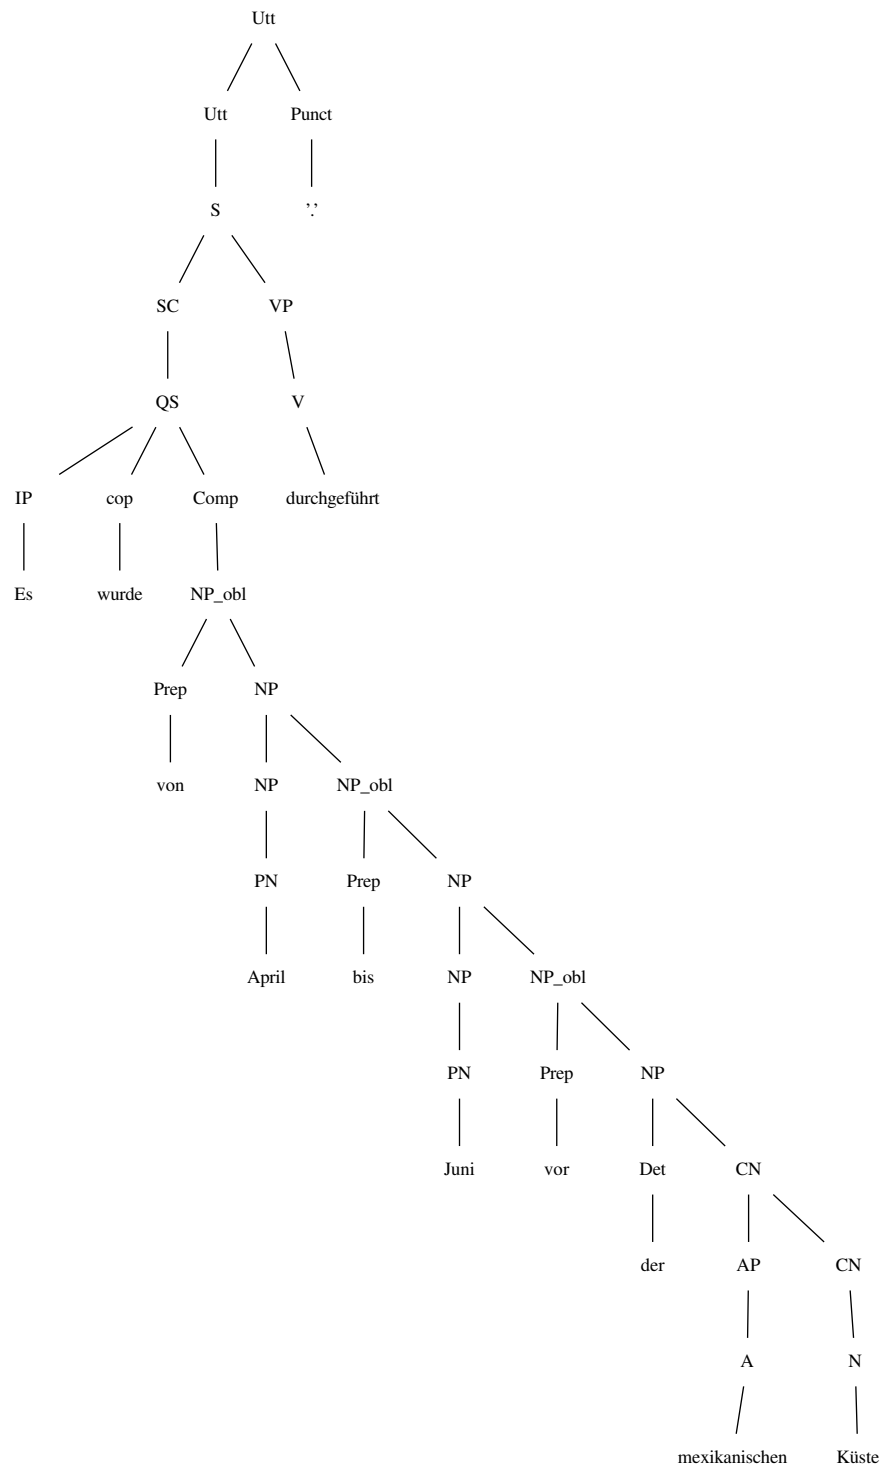 Utt
Utt Punct
S '.'
SC VP
QS V
IP cop Comp durchgeführt
Es wurde NP_obl
Prep NP
von NP NP_obl
PN Prep NP
April bis NP NP_obl
PN Prep NP
Juni vor Det CN
der AP CN
A N
mexikanischen Küste